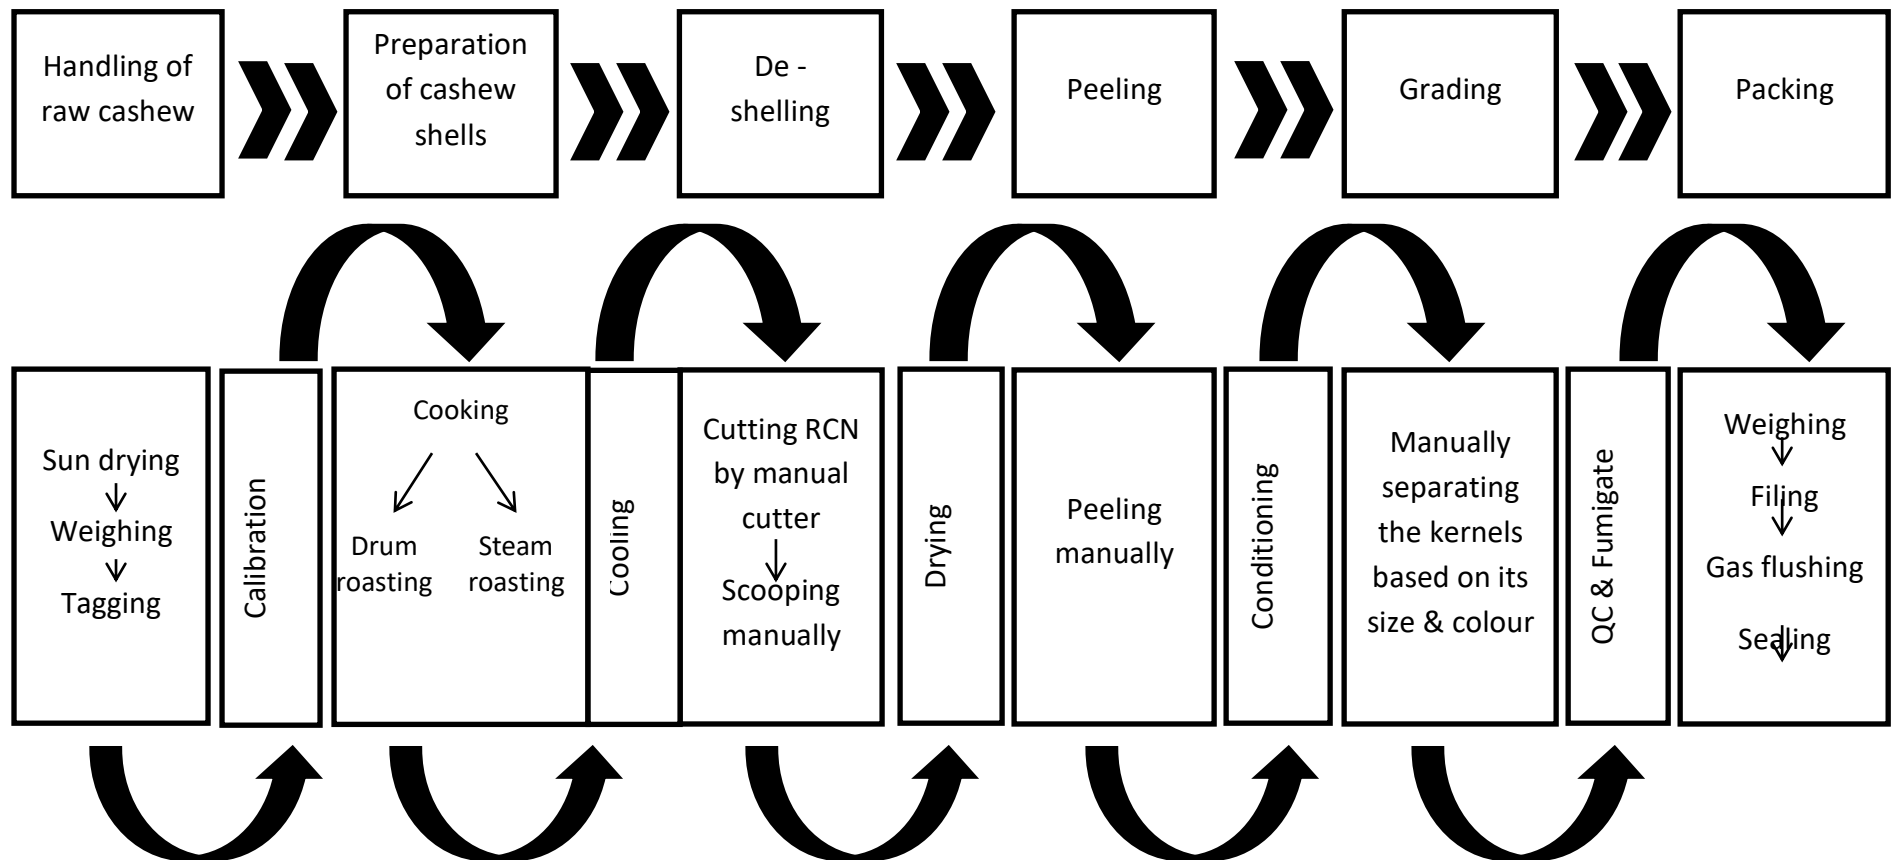 Handling of
raw cashew
Preparation
of cashew
shells
De -
shelling
Peeling
Grading
Packing
Sun drying
Weighing
Tagging
Calibration
Cooking
Drum
roasting
Steam
roasting
Cooling
Cutting RCN
by manual
cutter
Scooping
manually
Drying
Peeling
manually
Conditioning
Manually
separating
the kernels
based on its
size & colour
QC & Fumigate
Weighing
Filing
Gas flushing
Sealing